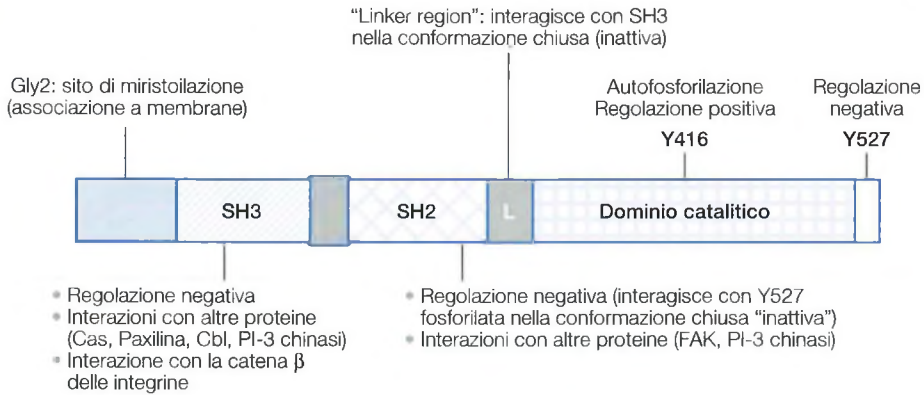 “Linker region”: interagisce con SH3
nella conformazione chiusa (inattiva)
Gly2: sito di miristoilazione
(associazione a membrane)
Autofosforilazione
Regolazione positiva
Y416
Regolazione
negativa
Y527
SH3
SH2
L
Dominio catalitico
• Regolazione negativa
• Interazioni con altre proteine
(Cas, Paxilina, Cbl, PI-3 chinasi)
• Interazione con la catena β
delle integrine
• Regolazione negativa (interagisce con Y527
fosforilata nella conformazione chiusa “inattiva”)
• Interazioni con altre proteine (FAK, PI-3 chinasi)